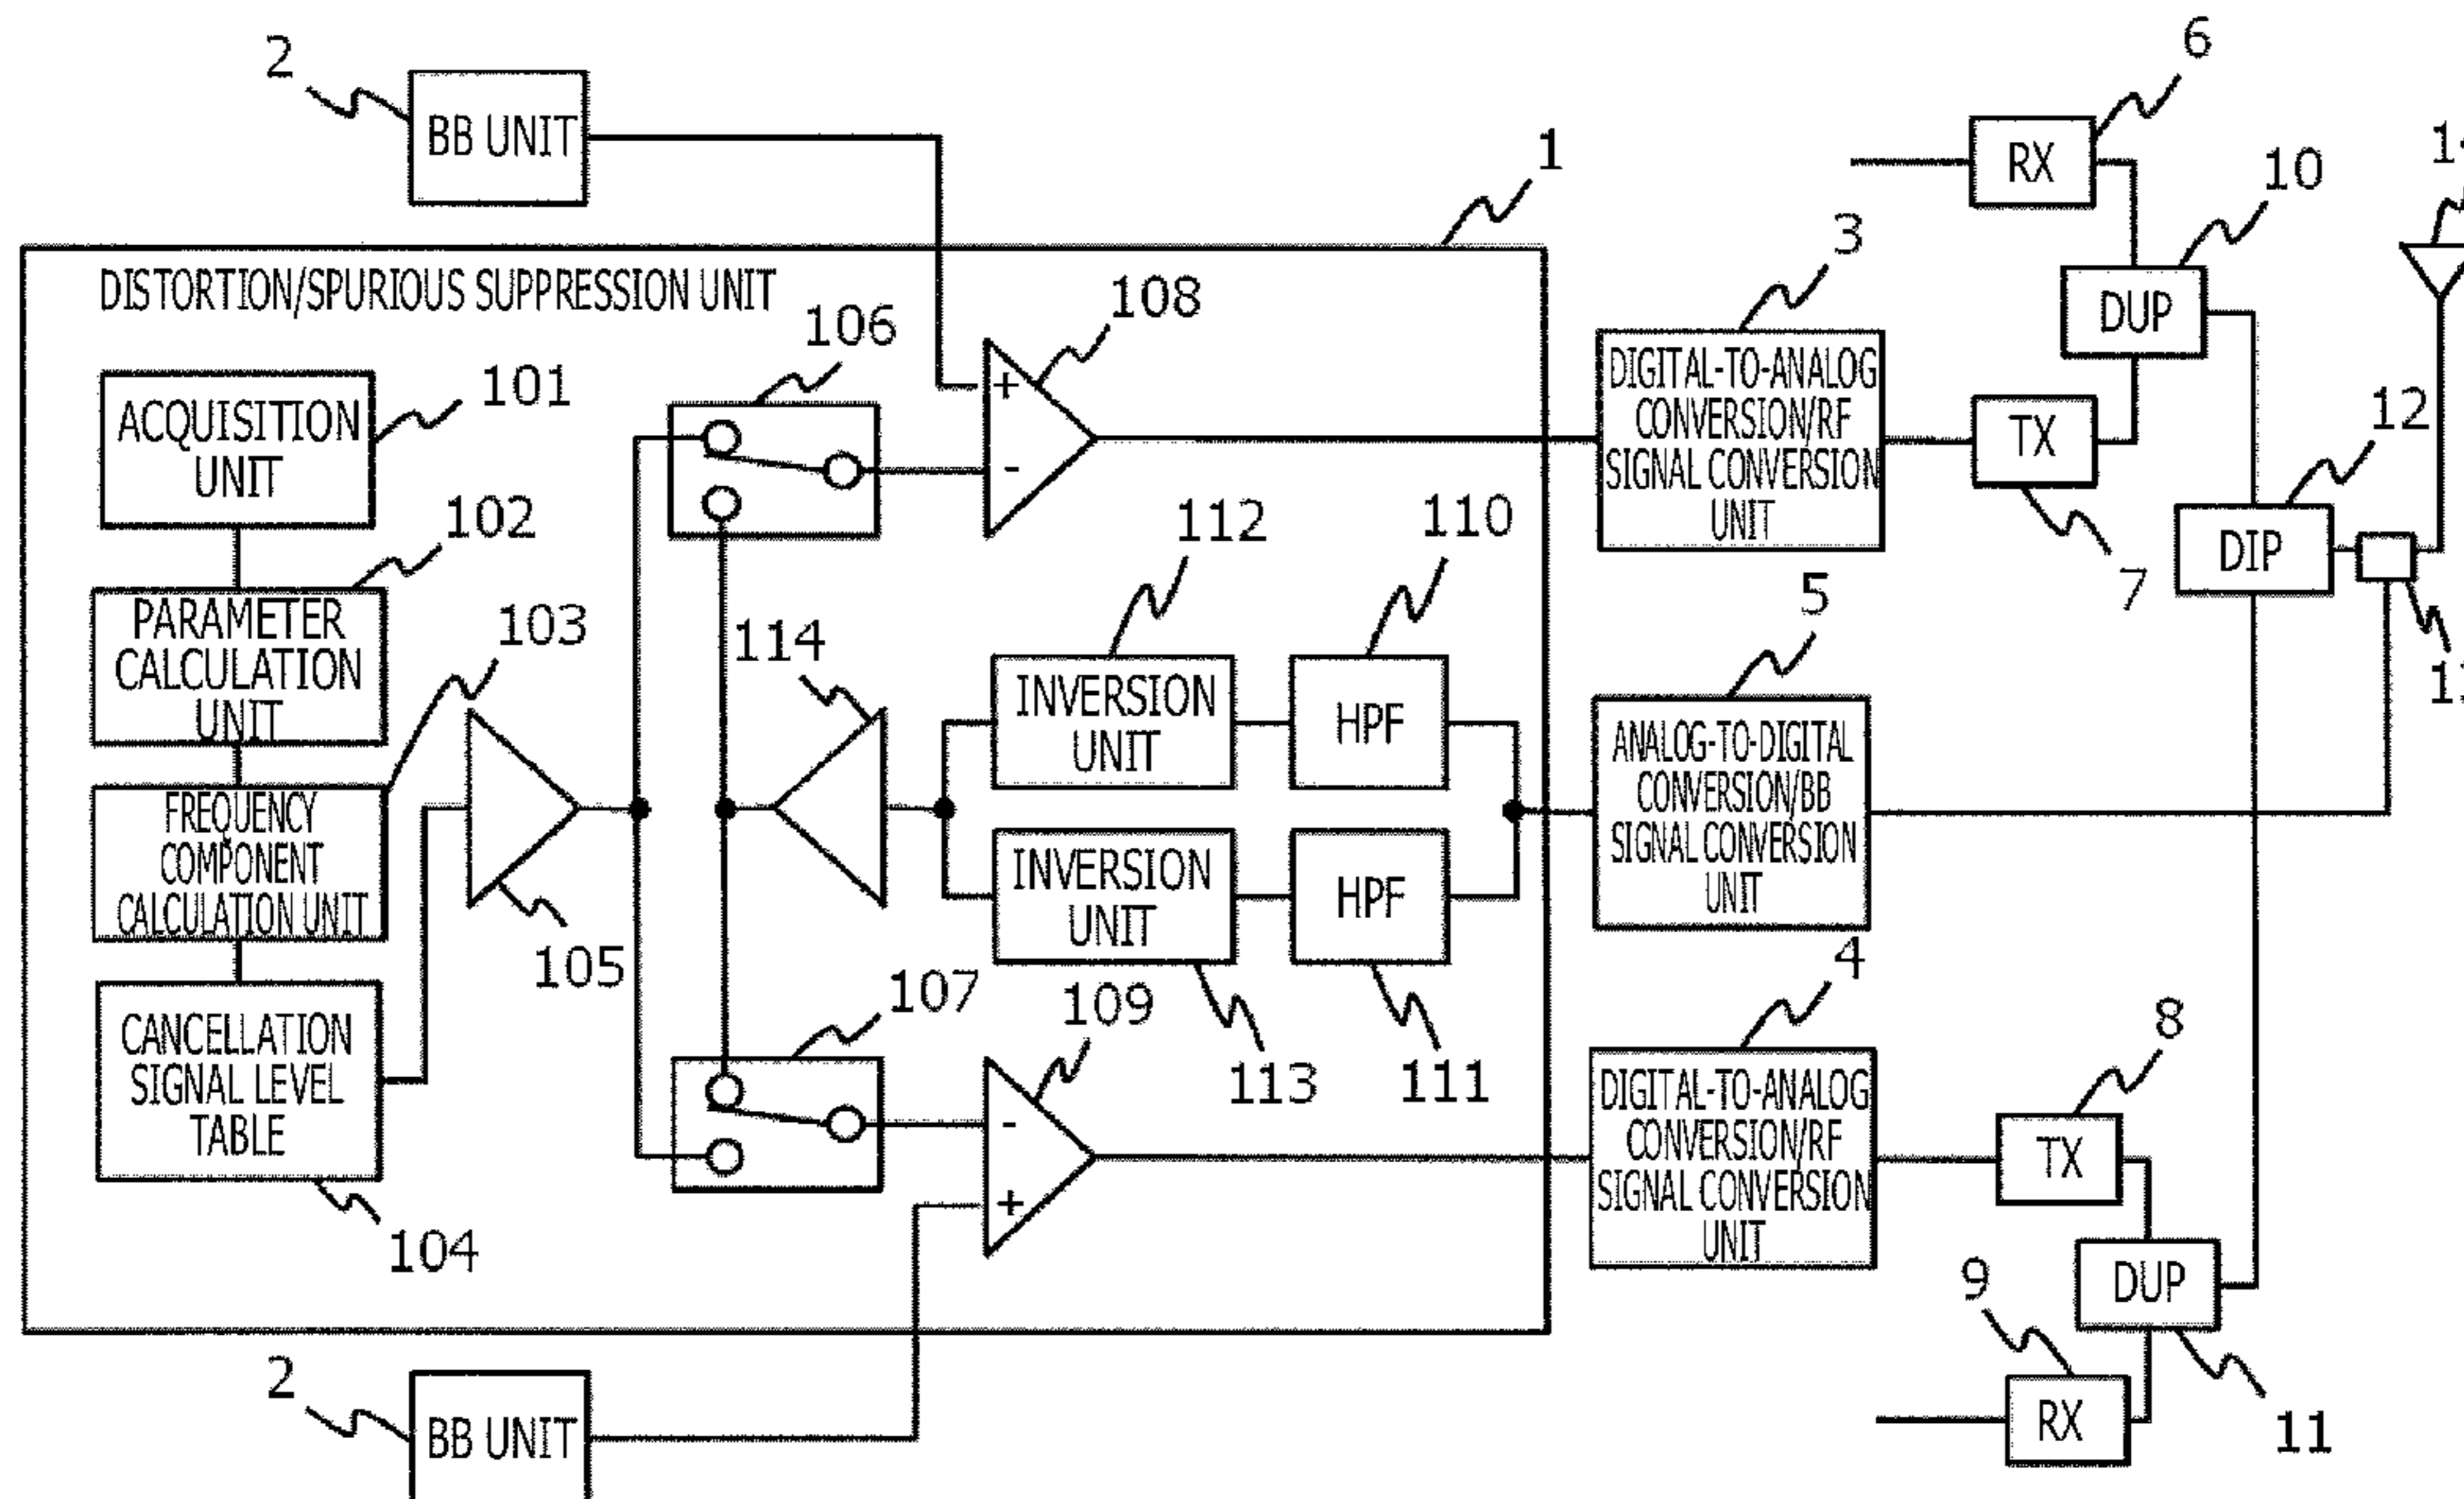 2
BB UNIT
6
RX
10
DUP
1
3
DISTORTION/SPURIOUS SUPPRESSION UNIT
106
108
+
-
101
ACQUISITION
UNIT
DIGITAL-TO-ANALOG
CONVERSION/RF
SIGNAL CONVERSION
UNIT
TX
7
12
DIP
102
PARAMETER
CALCULATION
UNIT
112
110
103
114
INVERSION
UNIT
HPF
5
ANALOG-TO-DIGITAL
CONVERSION/BB
SIGNAL CONVERSION
UNIT
FREQUENCY
COMPONENT
CALCULATION UNIT
INVERSION
UNIT
HPF
105
107
109
113
111
4
8
CANCELLATION
SIGNAL LEVEL
TABLE
104
-
+
DIGITAL-TO-ANALOG
CONVERSION/RF
SIGNAL CONVERSION
UNIT
TX
DUP
9
RX
11
2
BB UNIT